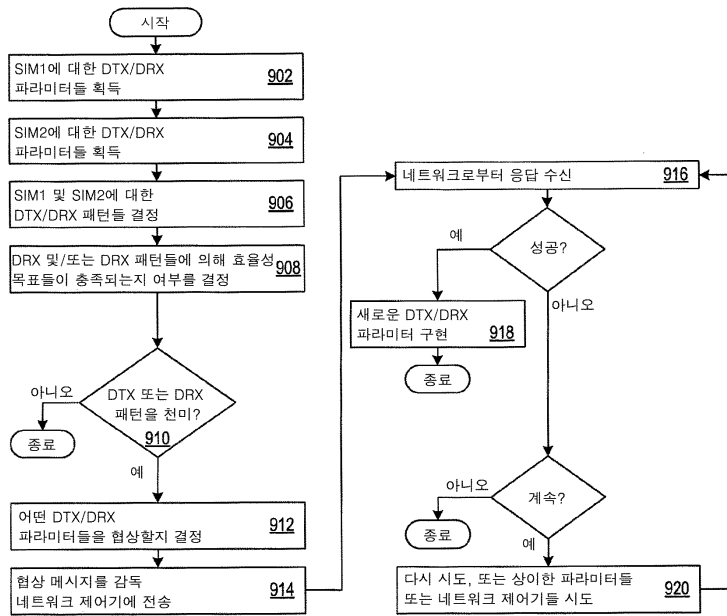 시작
SIM1에 대한 DTX/DRX
파라미터들 획득
902
SIM2에 대한 DTX/DRX
파라미터들 획득
904
SIM1 및 SIM2에 대한
DTX/DRX 패턴들 결정
906
DRX 및/또는 DRX 패턴들에 의해 효율성
목표들이 충족되는지 여부를 결정
908
DTX 또는 DRX
패턴을 천미?
910
아니오
종료
예
어떤 DTX/DRX
파라미터들을 협상할지 결정
912
협상 메시지를 감독
네트워크 제어기에 전송
914
네트워크로부터 응답 수신
916
성공?
예
아니오
새로운 DTX/DRX
파라미터 구현
918
종료
계속?
아니오
종료
예
다시 시도, 또는 상이한 파라미터들
또는 네트워크 제어기들 시도
920